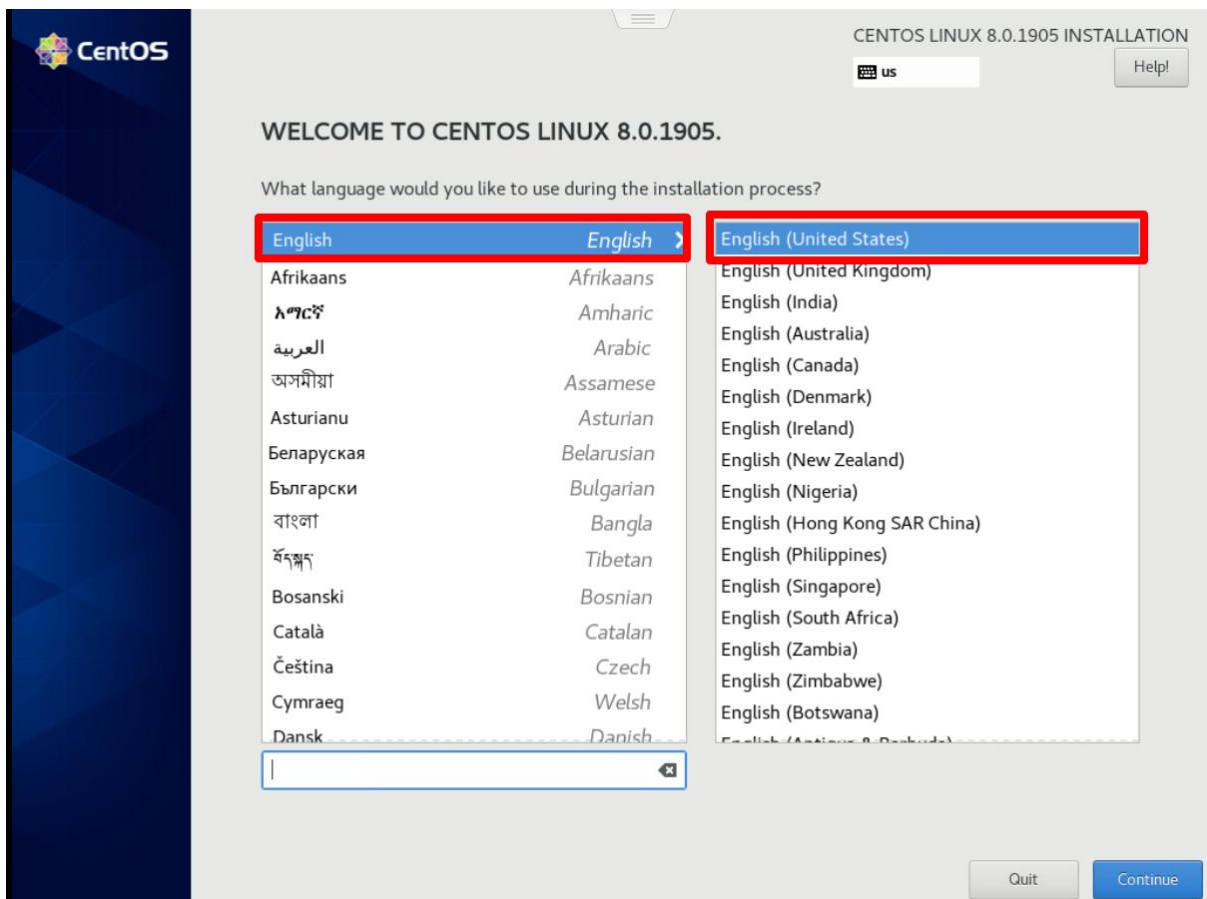 CentOS
CENTOS LINUX 8.0.1905 INSTALLATION
us
Help!
WELCOME TO CENTOS LINUX 8.0.1905.
What language would you like to use during the installation process?
English English
Afrikaans Afrikaans
አማርኛ Amharic
العربية Arabic
অসমীয়া Assamese
Asturianu Asturian
Беларуская Belarusian
Български Bulgarian
বাংলা Bangla
བོད་སྐད་ Tibetan
Bosanski Bosnian
Català Catalan
Čeština Czech
Cymraeg Welsh
Dansk Danish
English (United States)
English (United Kingdom)
English (India)
English (Australia)
English (Canada)
English (Denmark)
English (Ireland)
English (New Zealand)
English (Nigeria)
English (Hong Kong SAR China)
English (Philippines)
English (Singapore)
English (South Africa)
English (Zambia)
English (Zimbabwe)
English (Botswana)
English (Antigua & Barbuda)
Quit
Continue